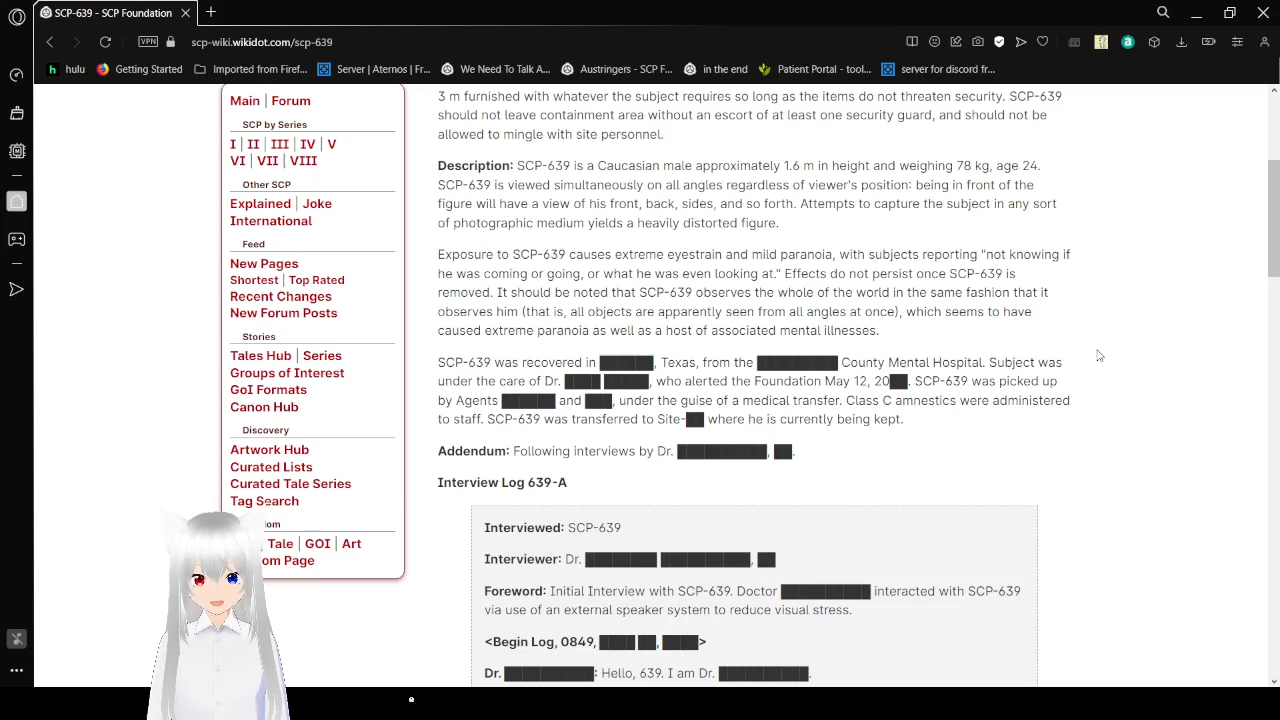 SCP-639 - SCP Foundation
VPN scp-wiki.wikidot.com/scp-639
hulu Getting Started Imported from Firef... Server | Aternos | Fr... We Need To Talk A... Austringers - SCP F... in the end Patient Portal - tool... server for discord fr...
Main | Forum
SCP by Series
I | II | III | IV | V
VI | VII | VIII
Other SCP
Explained | Joke
International
Feed
New Pages
Shortest | Top Rated
Recent Changes
New Forum Posts
Stories
Tales Hub | Series
Groups of Interest
GoI Formats
Canon Hub
Discovery
Artwork Hub
Curated Lists
Curated Tale Series
Tag Search
Tale | GOI | Art
Page
3 m furnished with whatever the subject requires so long as the items do not threaten security. SCP-639
should not leave containment area without an escort of at least one security guard, and should not be
allowed to mingle with site personnel.
Description: SCP-639 is a Caucasian male approximately 1.6 m in height and weighing 78 kg, age 24.
SCP-639 is viewed simultaneously on all angles regardless of viewer's position: being in front of the
figure will have a view of his front, back, sides, and so forth. Attempts to capture the subject in any sort
of photographic medium yields a heavily distorted figure.
Exposure to SCP-639 causes extreme eyestrain and mild paranoia, with subjects reporting "not knowing if
he was coming or going, or what he was even looking at." Effects do not persist once SCP-639 is
removed. It should be noted that SCP-639 observes the whole of the world in the same fashion that it
observes him (that is, all objects are apparently seen from all angles at once), which seems to have
caused extreme paranoia as well as a host of associated mental illnesses.
SCP-639 was recovered in ██████, Texas, from the █████████ County Mental Hospital. Subject was
under the care of Dr. ████ █████, who alerted the Foundation May 12, 20██. SCP-639 was picked up
by Agents ██████ and ███, under the guise of a medical transfer. Class C amnestics were administered
to staff. SCP-639 was transferred to Site-██ where he is currently being kept.
Addendum: Following interviews by Dr. ██████████, ██.
Interview Log 639-A
Interviewed: SCP-639
Interviewer: Dr. ████████ ██████████, ██
Foreword: Initial Interview with SCP-639. Doctor ██████████ interacted with SCP-639
via use of an external speaker system to reduce visual stress.
<Begin Log, 0849, ████ ██, ████>
Dr. ██████████: Hello, 639. I am Dr. ██████████.